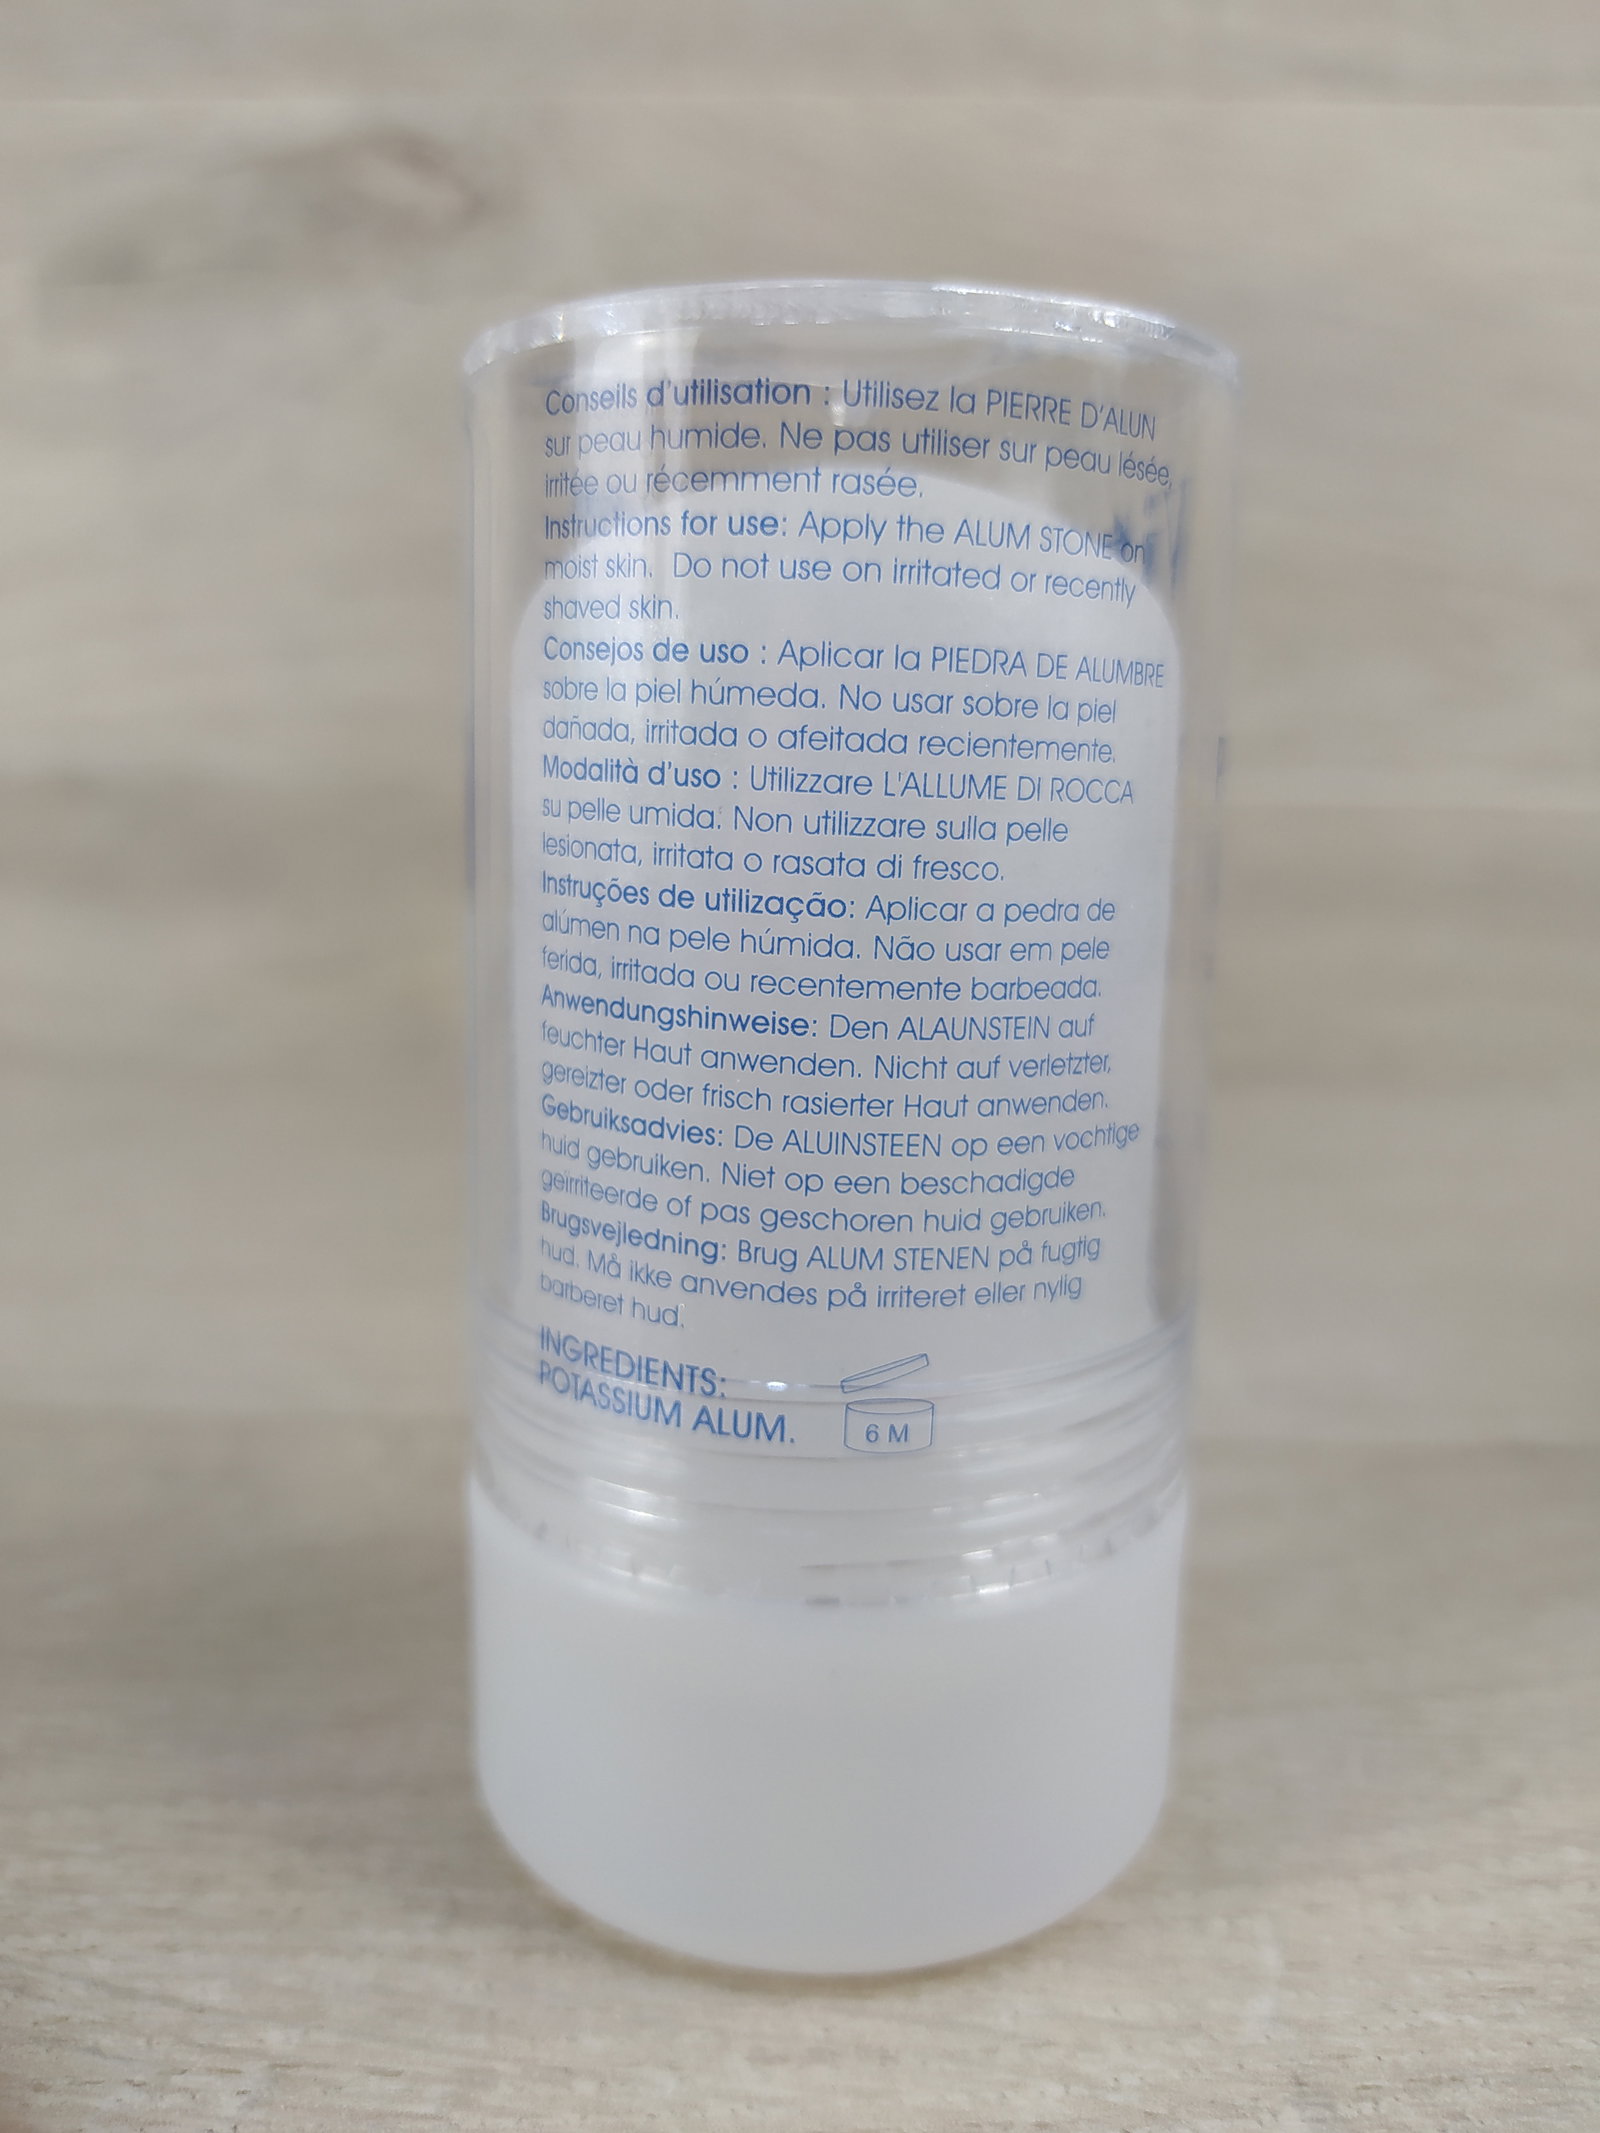 Conseils d'utilisation : Utilisez la PIERRE D'ALUN
sur peau humide. Ne pas utiliser sur peau lésée,
irritée ou récemment rasée.
Instructions for use: Apply the ALUM STONE on
moist skin. Do not use on irritated or recently
shaved skin.
Consejos de uso : Aplicar la PIEDRA DE ALUMBRE
sobre la piel húmeda. No usar sobre la piel
dañada, irritada o afeitada recientemente.
Modalità d'uso : Utilizzare L'ALLUME DI ROCCA
su pelle umida. Non utilizzare sulla pelle
lesionata, irritata o rasata di fresco.
Instruções de utilização: Aplicar a pedra de
alúmen na pele húmida. Não usar em pele
ferida, irritada ou recentemente barbeada.
Anwendungshinweise: Den ALAUNSTEIN auf
feuchter Haut anwenden. Nicht auf verletzter,
gereizter oder frisch rasierter Haut anwenden.
Gebruiksadvies: De ALUINSTEEN op een vochtige
huid gebruiken. Niet op een beschadigde
geïrriteerde of pas geschoren huid gebruiken.
Brugsvejledning: Brug ALUM STENEN på fugtig
hud. Må ikke anvendes på irriteret eller nylig
barberet hud.
INGREDIENTS:
POTASSIUM ALUM.
6 M